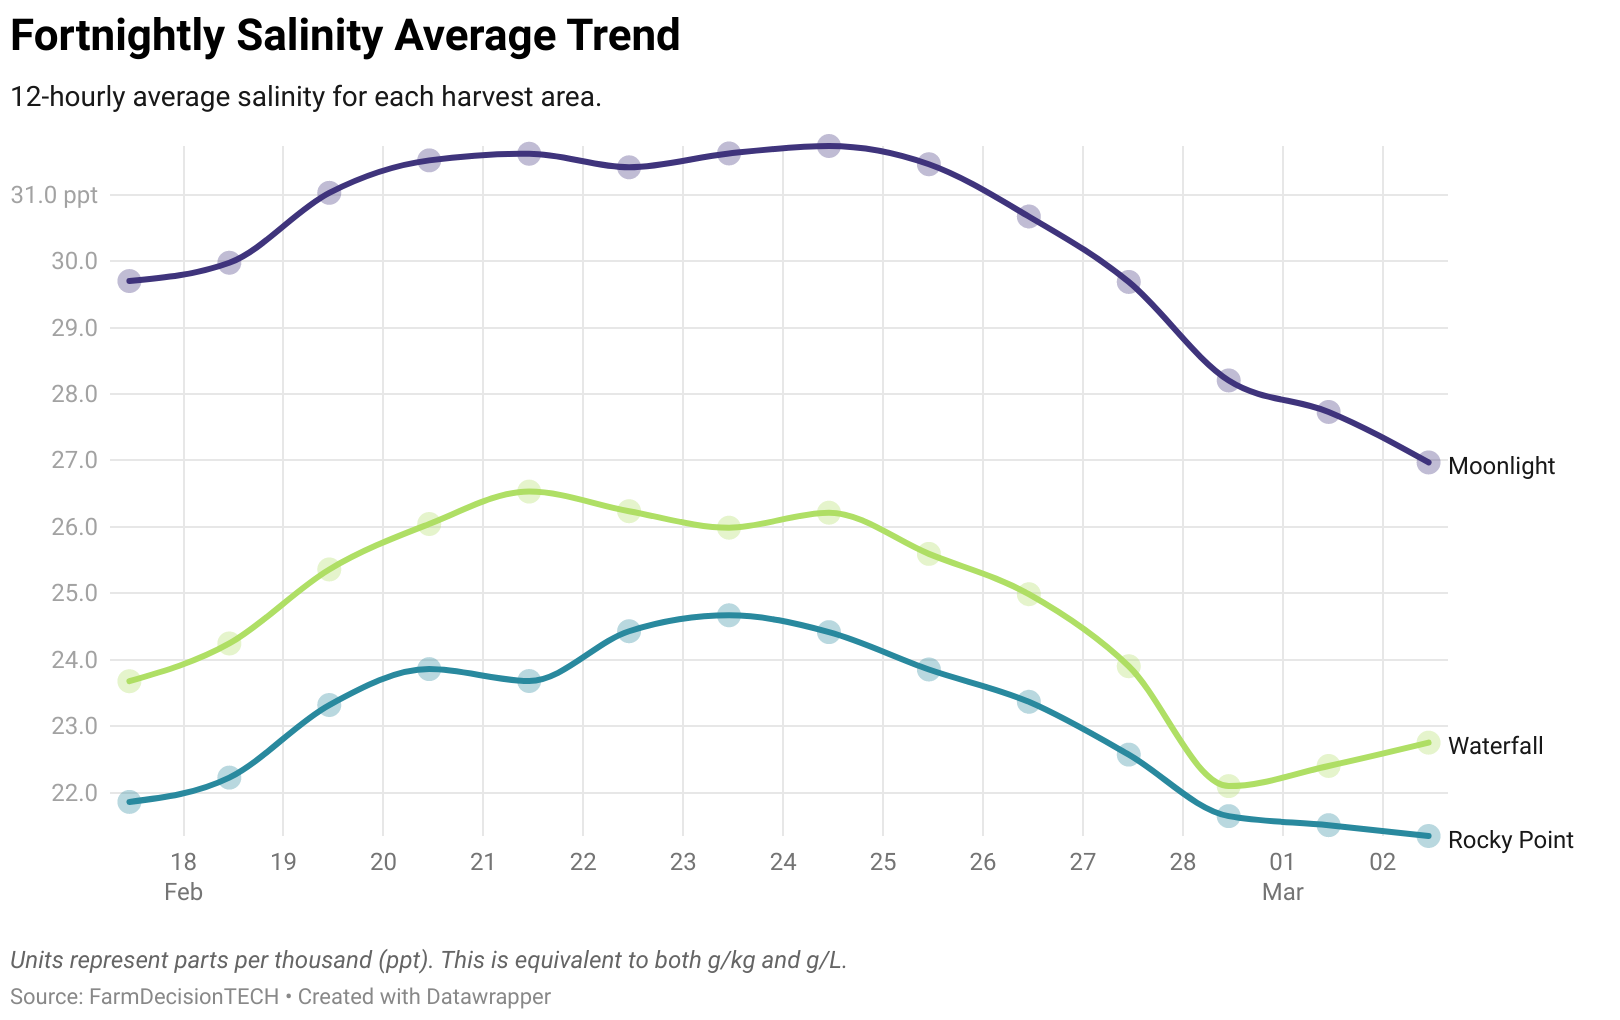 Fortnightly Salinity Average Trend
12-hourly average salinity for each harvest area.
31.0 ppt
30.0
29.0
28.0
27.0
26.0
25.0
24.0
23.0
22.0
Moonlight
Waterfall
Rocky Point
18 19 20 21 22 23 24 25 26 27 28 01 02
Feb Mar
Units represent parts per thousand (ppt). This is equivalent to both g/kg and g/L.
Source: FarmDecisionTECH • Created with Datawrapper